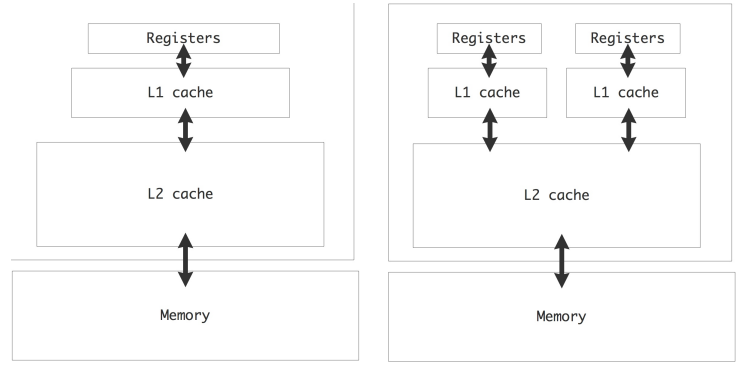 Registers
L1 cache
L2 cache
Memory
Registers Registers
L1 cache L1 cache
L2 cache
Memory